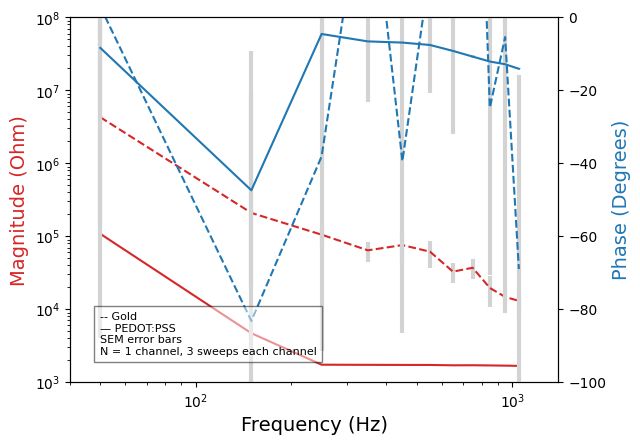 10^8
10^7
10^6
10^5
10^4
10^3
Magnitude (Ohm)
0
−20
−40
−60
−80
−100
Phase (Degrees)
-- Gold
— PEDOT:PSS
SEM error bars
N = 1 channel, 3 sweeps each channel
10^2
10^3
Frequency (Hz)